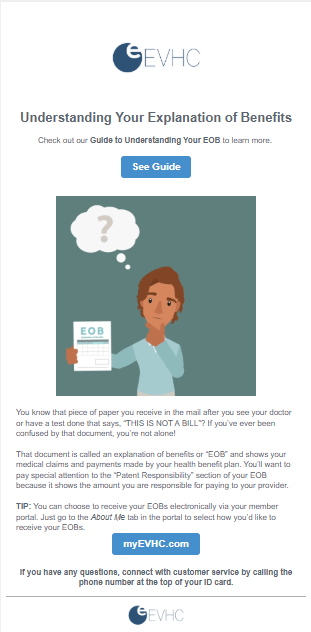 eEVHC
Understanding Your Explanation of Benefits
Check out our Guide to Understanding Your EOB to learn more.
See Guide
?
EOB
You know that piece of paper you receive in the mail after you see your doctor
or have a test done that says, “THIS IS NOT A BILL”? If you’ve ever been
confused by that document, you’re not alone!
That document is called an explanation of benefits or “EOB” and shows your
medical claims and payments made by your health benefit plan. You’ll want to
pay special attention to the “Patent Responsibility” section of your EOB
because it shows the amount you are responsible for paying to your provider.
TIP: You can choose to receive your EOBs electronically via your member
portal. Just go to the About Me tab in the portal to select how you’d like to
receive your EOBs.
myEVHC.com
If you have any questions, connect with customer service by calling the
phone number at the top of your ID card.
eEVHC